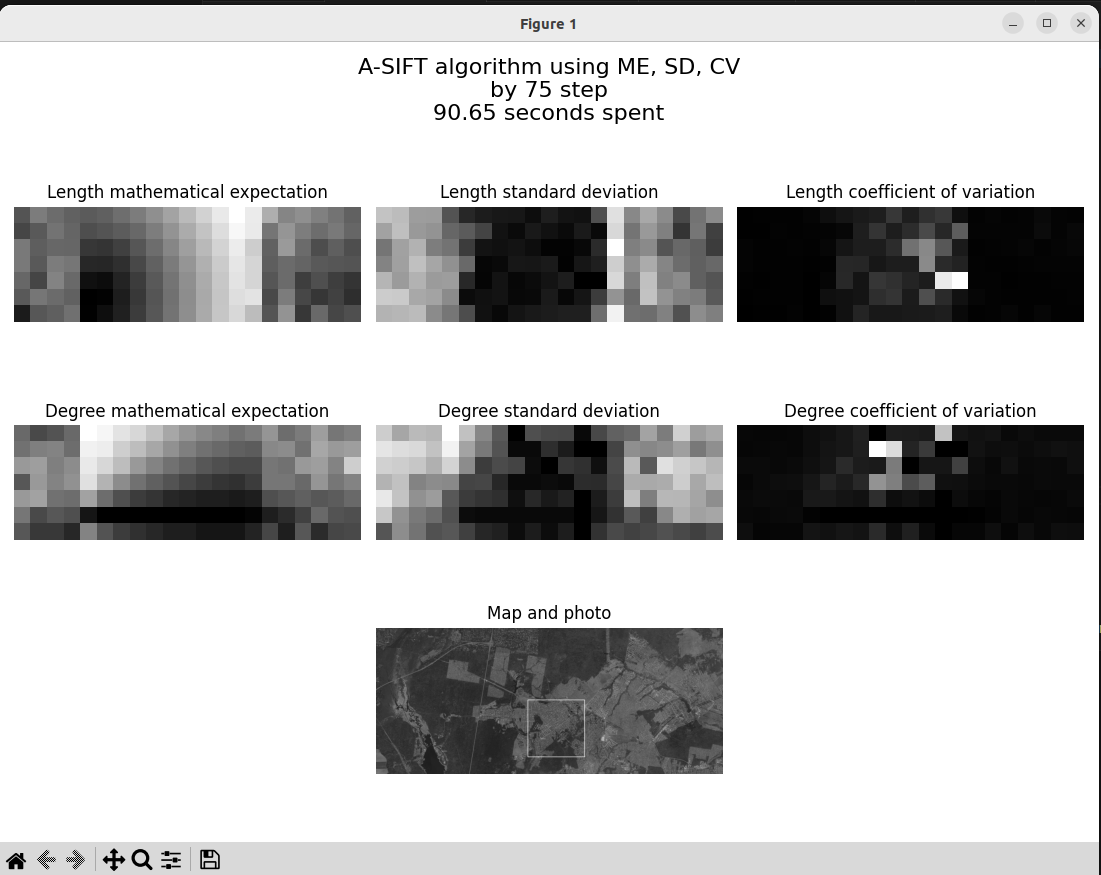 Figure 1
A-SIFT algorithm using ME, SD, CV
by 75 step
90.65 seconds spent
Length mathematical expectation
Length standard deviation
Length coefficient of variation
Degree mathematical expectation
Degree standard deviation
Degree coefficient of variation
Map and photo